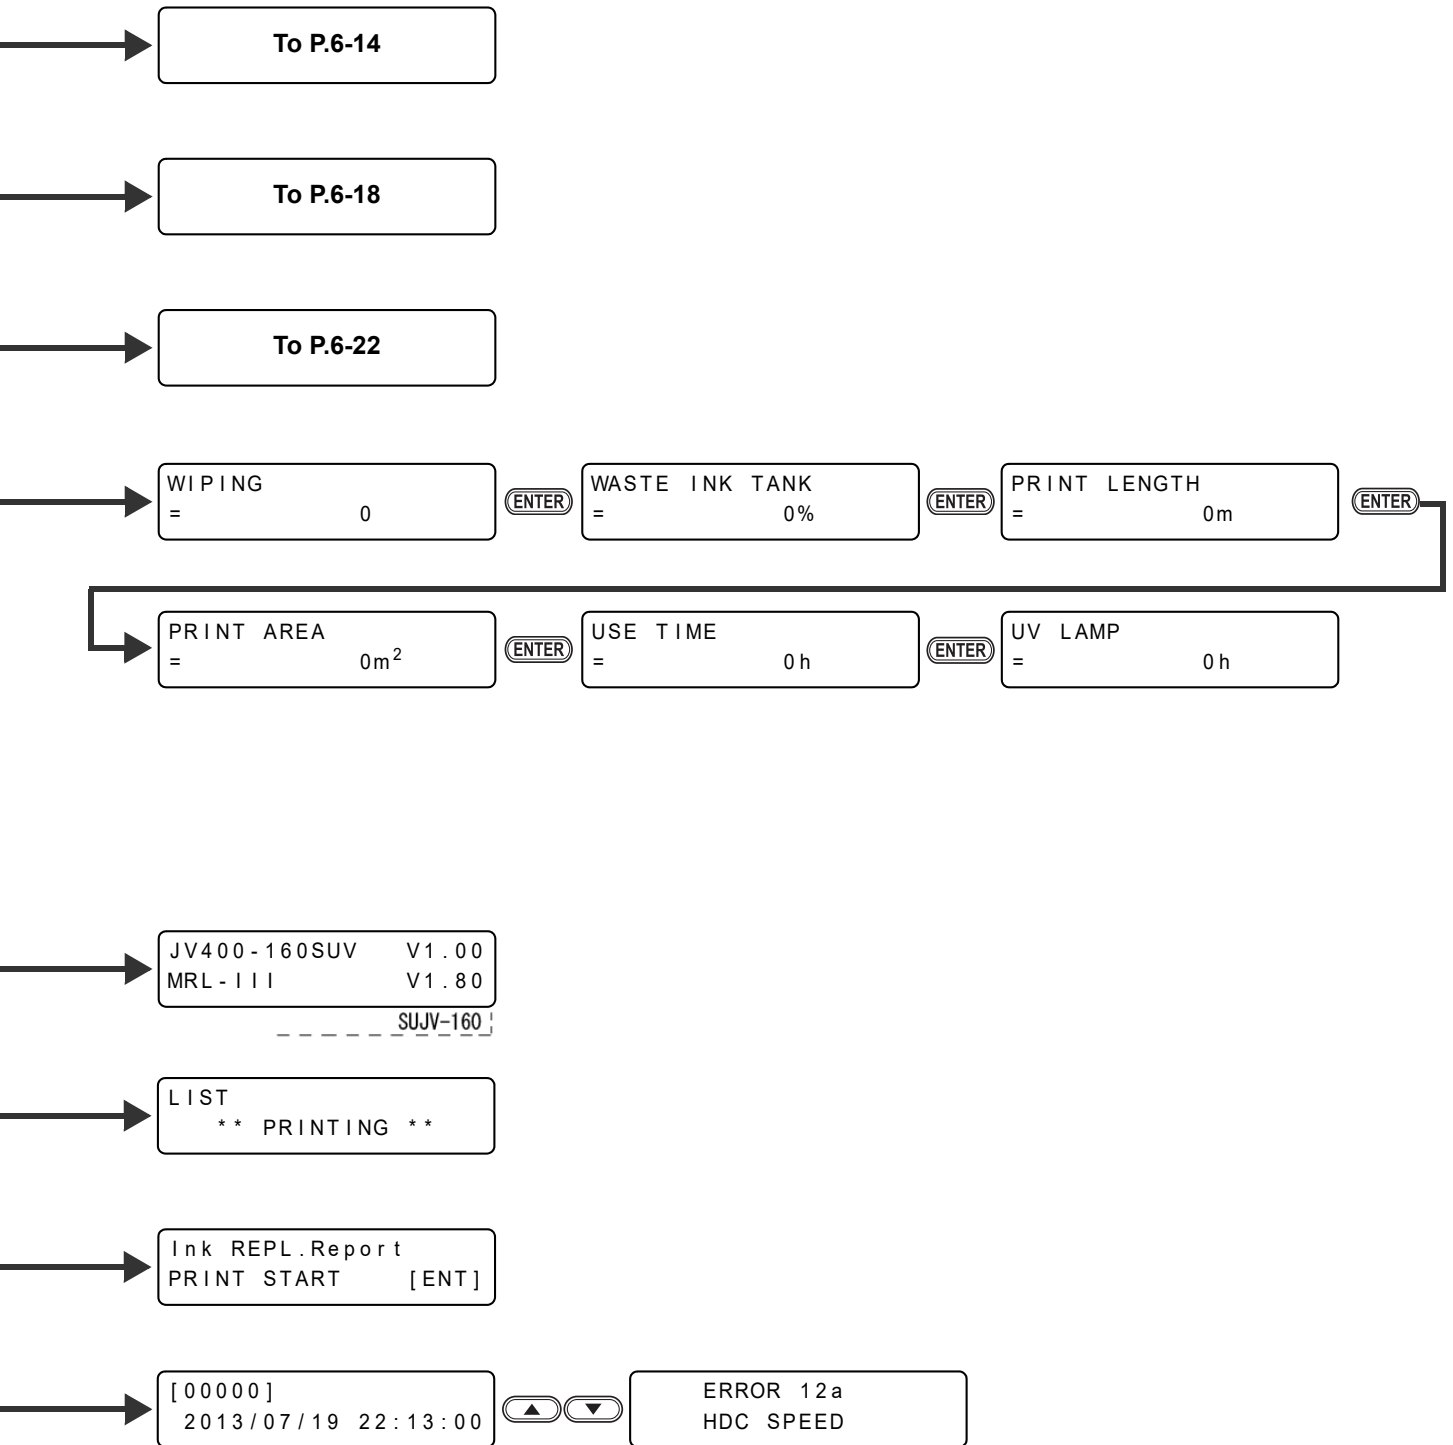 To P.6-14
To P.6-18
To P.6-22
WIPING
= 0
ENTER
WASTE INK TANK
= 0%
ENTER
PRINT LENGTH
= 0m
ENTER
PRINT AREA
= 0m²
ENTER
USE TIME
= 0h
ENTER
UV LAMP
= 0h
JV400-160SUV V1.00
MRL-III V1.80
SUJV-160
LIST
** PRINTING **
Ink REPL.Report
PRINT START [ENT]
[00000]
2013/07/19 22:13:00
ERROR 12a
HDC SPEED